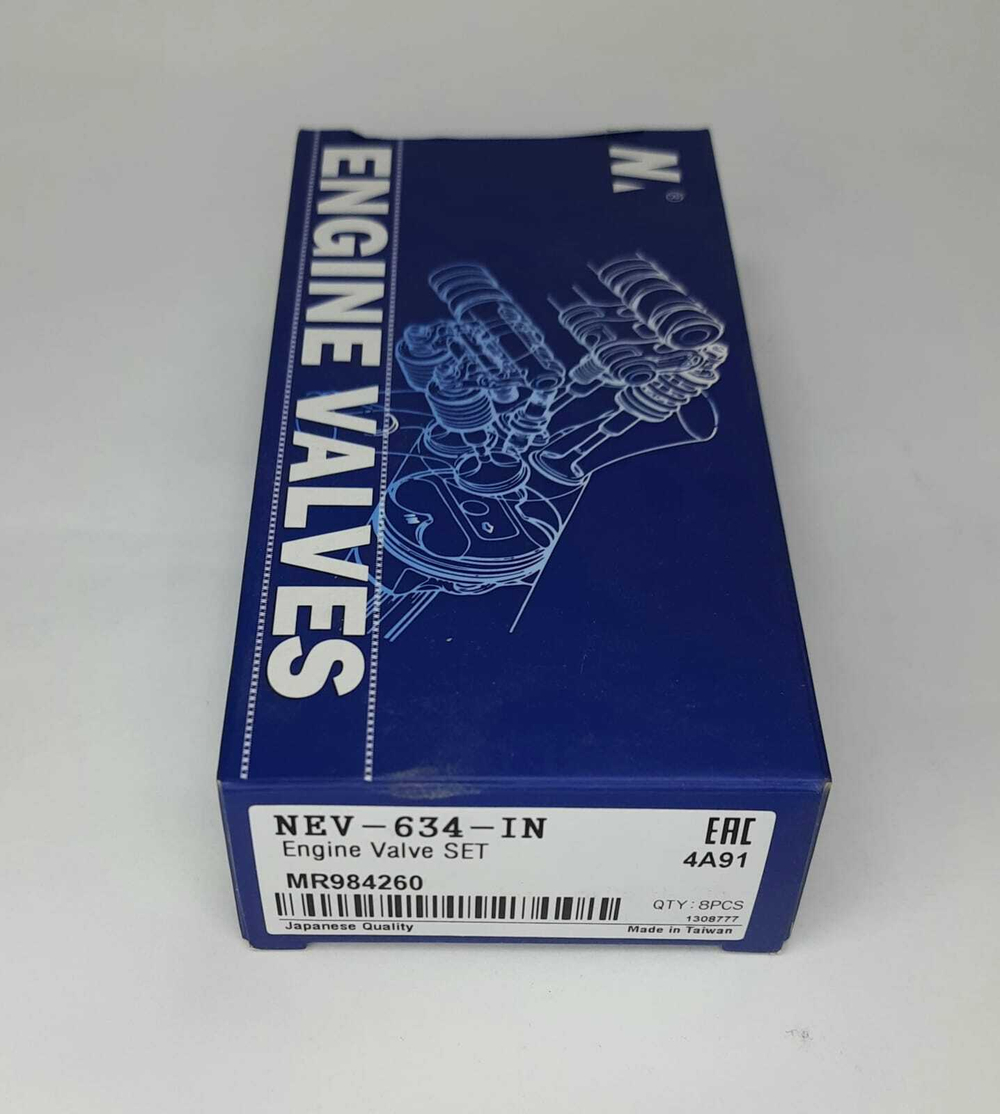 N
®
ENGINE VALVES
NEV-634-IN
EAC
Engine Valve SET
4A91
MR984260
QTY:8PCS
1308777
Japanese Quality
Made in Taiwan